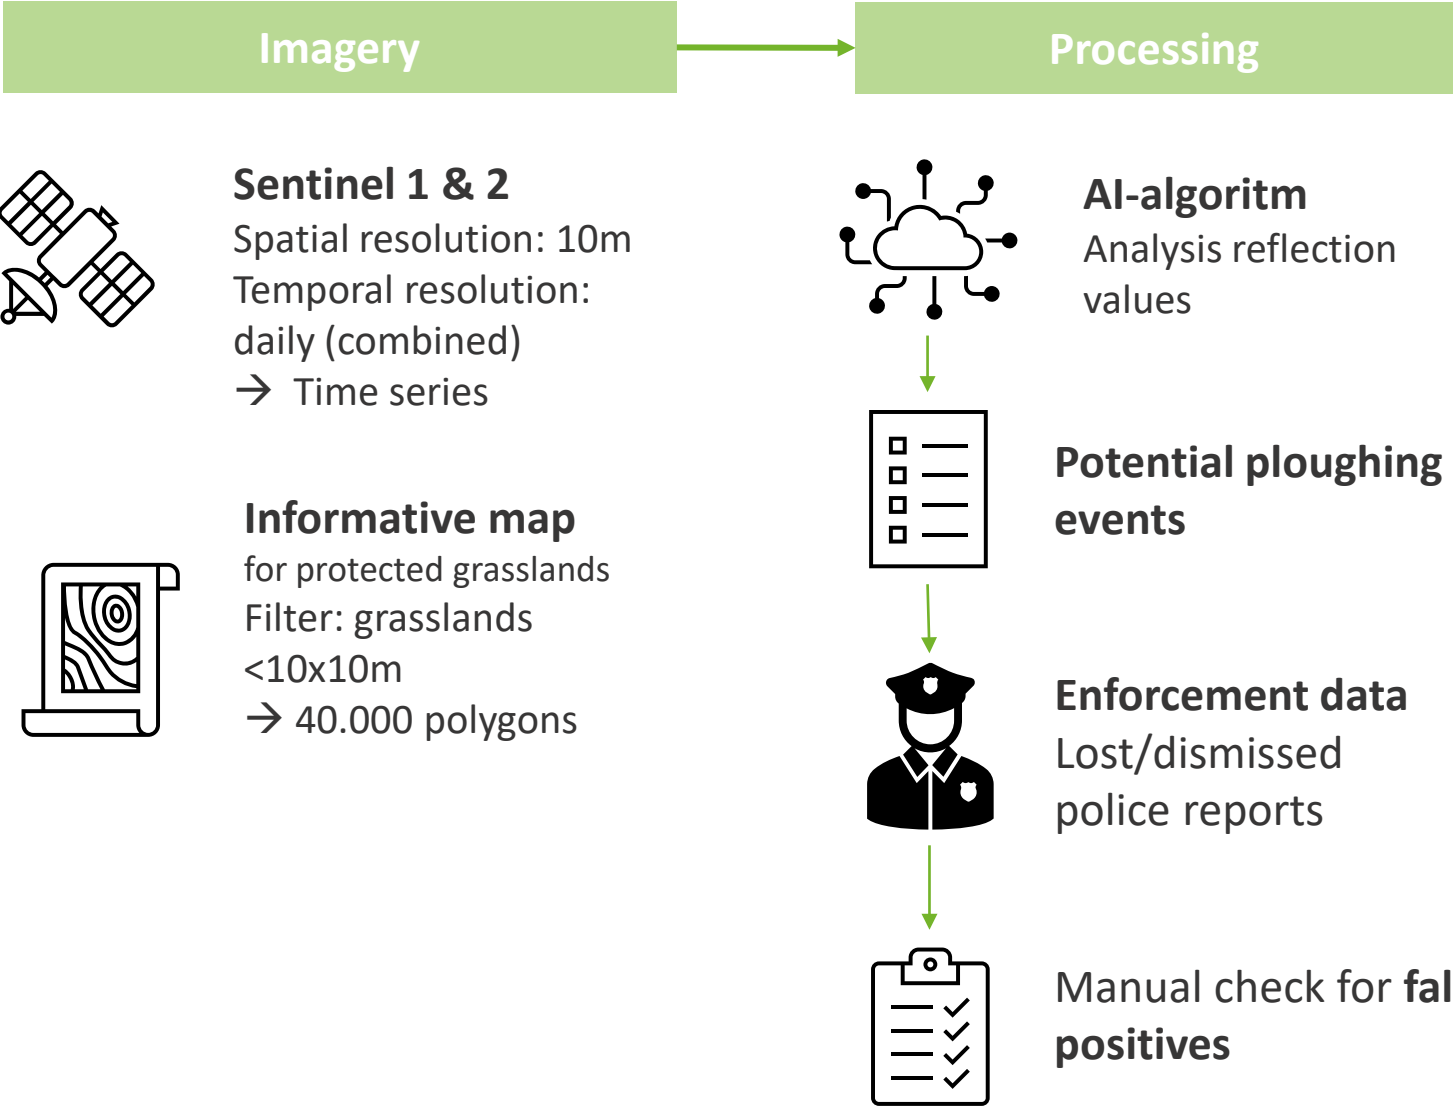 Imagery
Sentinel 1 & 2
Spatial resolution: 10m
Temporal resolution:
daily (combined)
→ Time series
Informative map
for protected grasslands
Filter: grasslands
<10x10m
→ 40.000 polygons
Processing
AI-algoritm
Analysis reflection
values
Potential ploughing
events
Enforcement data
Lost/dismissed
police reports
Manual check for fal
positives